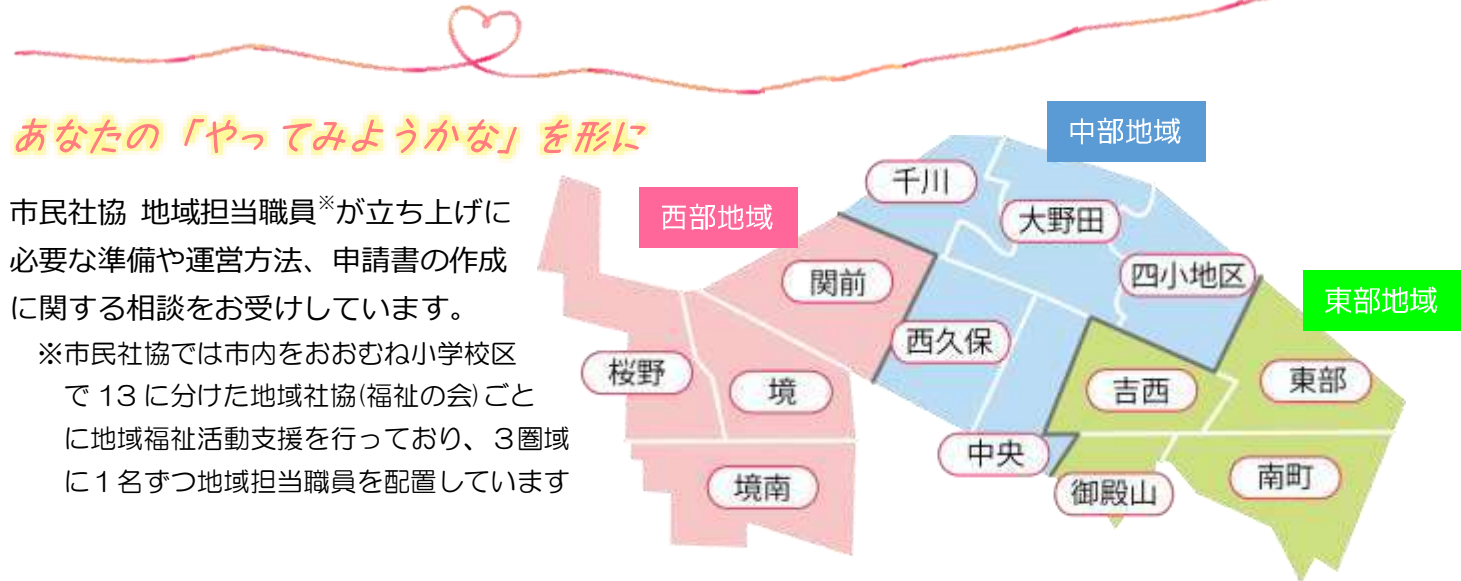 あなたの「やってみようかな」を形に
市民社協 地域担当職員※が立ち上げに
必要な準備や運営方法、申請書の作成
に関する相談をお受けしています。
※市民社協では市内をおおむね小学校区
で 13 に分けた地域社協(福祉の会)ごと
に地域福祉活動支援を行っており、３圏域
に１名ずつ地域担当職員を配置しています
中部地域
千川
西部地域
大野田
関前
四小地区
東部地域
西久保
桜野
境
吉西
東部
中央
境南
御殿山
南町